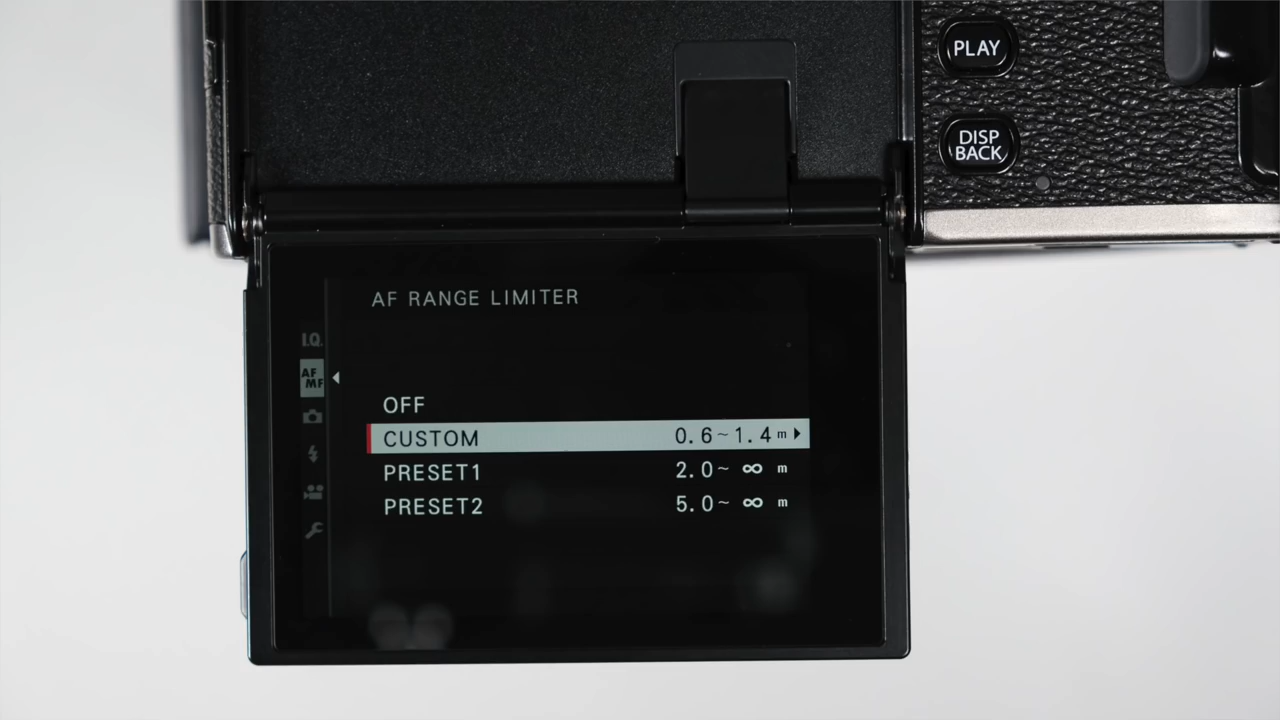 PLAY
DISP
BACK
AF RANGE LIMITER
I.Q.
AF
MF
OFF
CUSTOM 0.6~1.4m
PRESET1 2.0~ ∞ m
PRESET2 5.0~ ∞ m